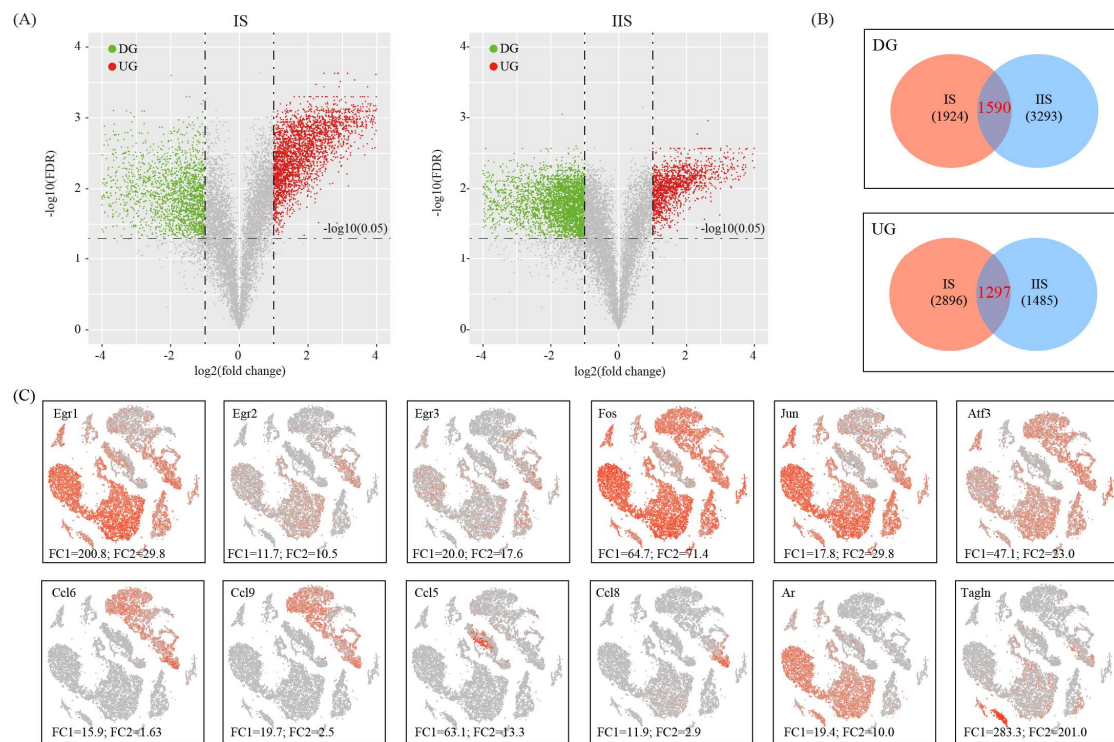 (A)
IS
IIS
(B)
4
3
2
1
0
-log10(FDR)
DG
UG
-log10(0.05)
-4
-2
0
2
4
log2(fold change)
4
3
2
1
0
-log10(FDR)
DG
UG
-log10(0.05)
-4
-2
0
2
4
log2(fold change)
DG
IS
(1924)
1590
IIS
(3293)
UG
IS
(2896)
1297
IIS
(1485)
(C)
Egr1
FC1=200.8; FC2=29.8
Egr2
FC1=11.7; FC2=10.5
Egr3
FC1=20.0; FC2=17.6
Fos
FC1=64.7; FC2=71.4
Jun
FC1=17.8; FC2=29.8
Atf3
FC1=47.1; FC2=23.0
Ccl6
FC1=15.9; FC2=1.63
Ccl9
FC1=19.7; FC2=2.5
Ccl5
FC1=63.1; FC2=13.3
Ccl8
FC1=11.9; FC2=2.9
Ar
FC1=19.4; FC2=10.0
Tagln
FC1=283.3; FC2=201.0